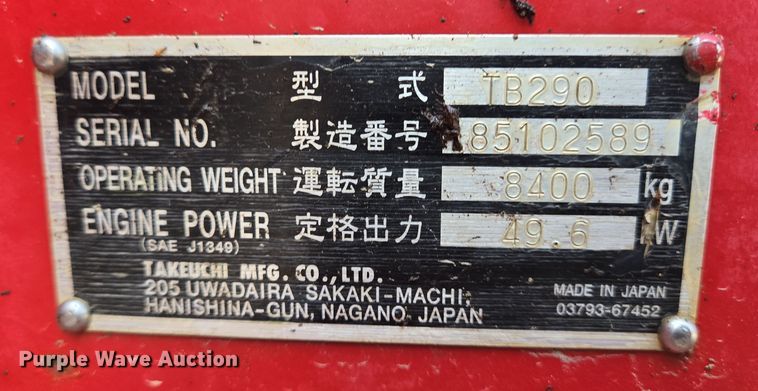 MODEL 型式 TB290
SERIAL NO. 製造番号 85102589
OPERATING WEIGHT 運転質量 8400 kg
ENGINE POWER 定格出力 49.6 kW
(SAE J1349)
TAKEUCHI MFG. CO., LTD.
205 UWADAIRA SAKAKI-MACHI,
HANISHINA-GUN, NAGANO JAPAN
MADE IN JAPAN
03793-67452
Purple Wave Auction